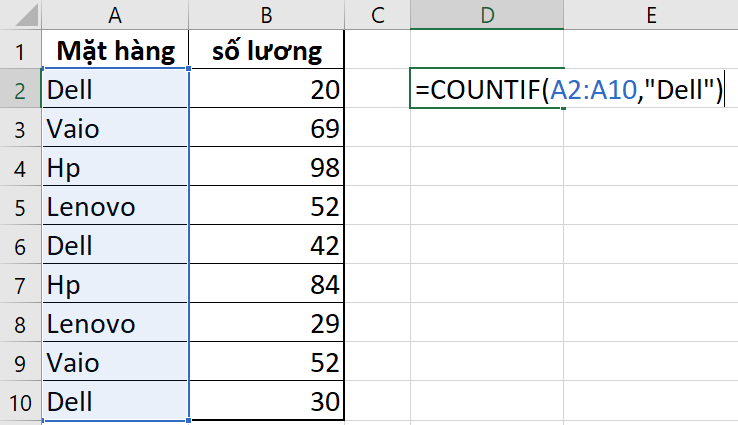 A B C D E
1 Mặt hàng số lương
2 Dell 20 =COUNTIF(A2:A10,"Dell")
3 Vaio 69
4 Hp 98
5 Lenovo 52
6 Dell 42
7 Hp 84
8 Lenovo 29
9 Vaio 52
10 Dell 30